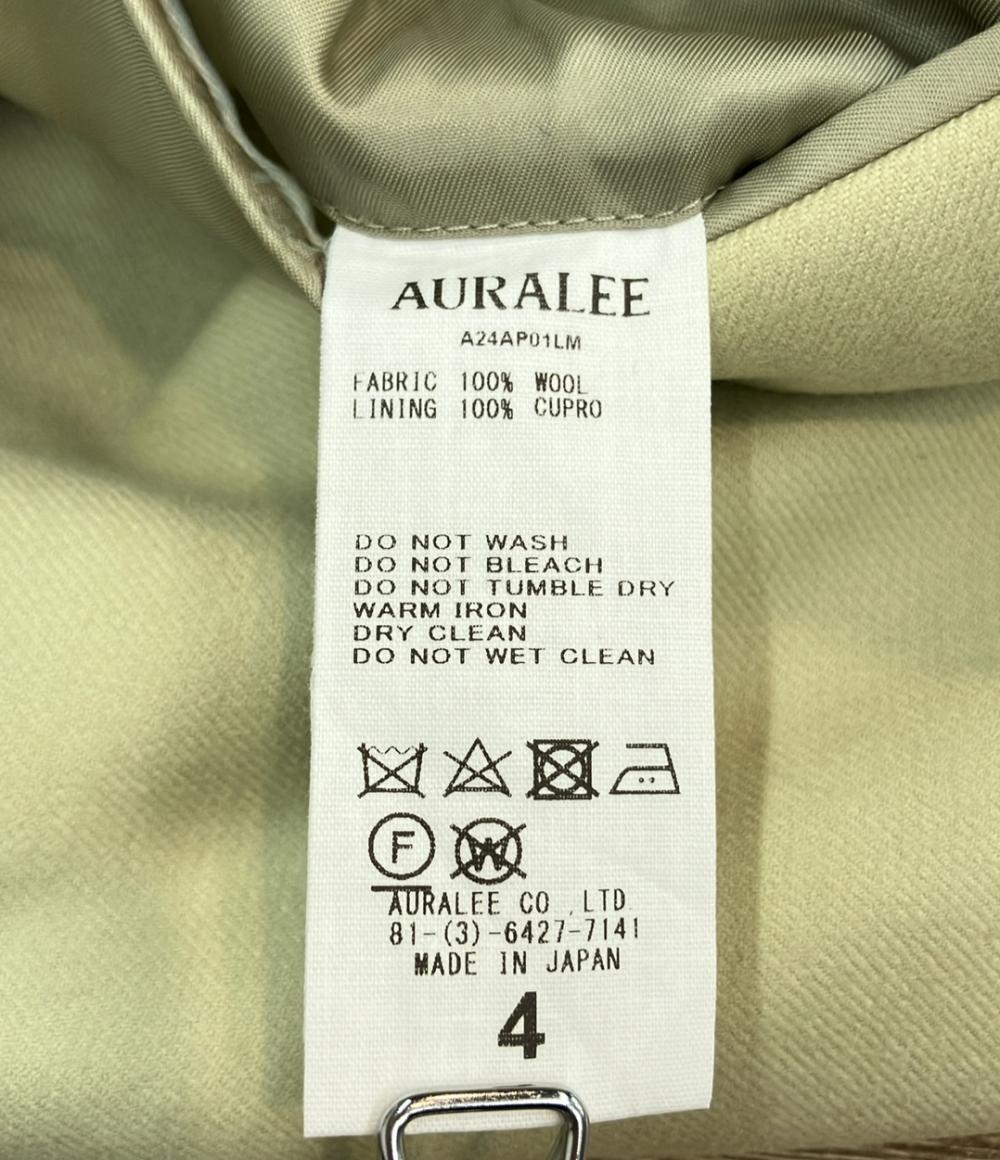 AURALEE
A24AP01LM
FABRIC 100% WOOL
LINING 100% CUPRO
DO NOT WASH
DO NOT BLEACH
DO NOT TUMBLE DRY
WARM IRON
DRY CLEAN
DO NOT WET CLEAN
F W
AURALEE CO.,LTD.
81-(3)-6427-7141
MADE IN JAPAN
4